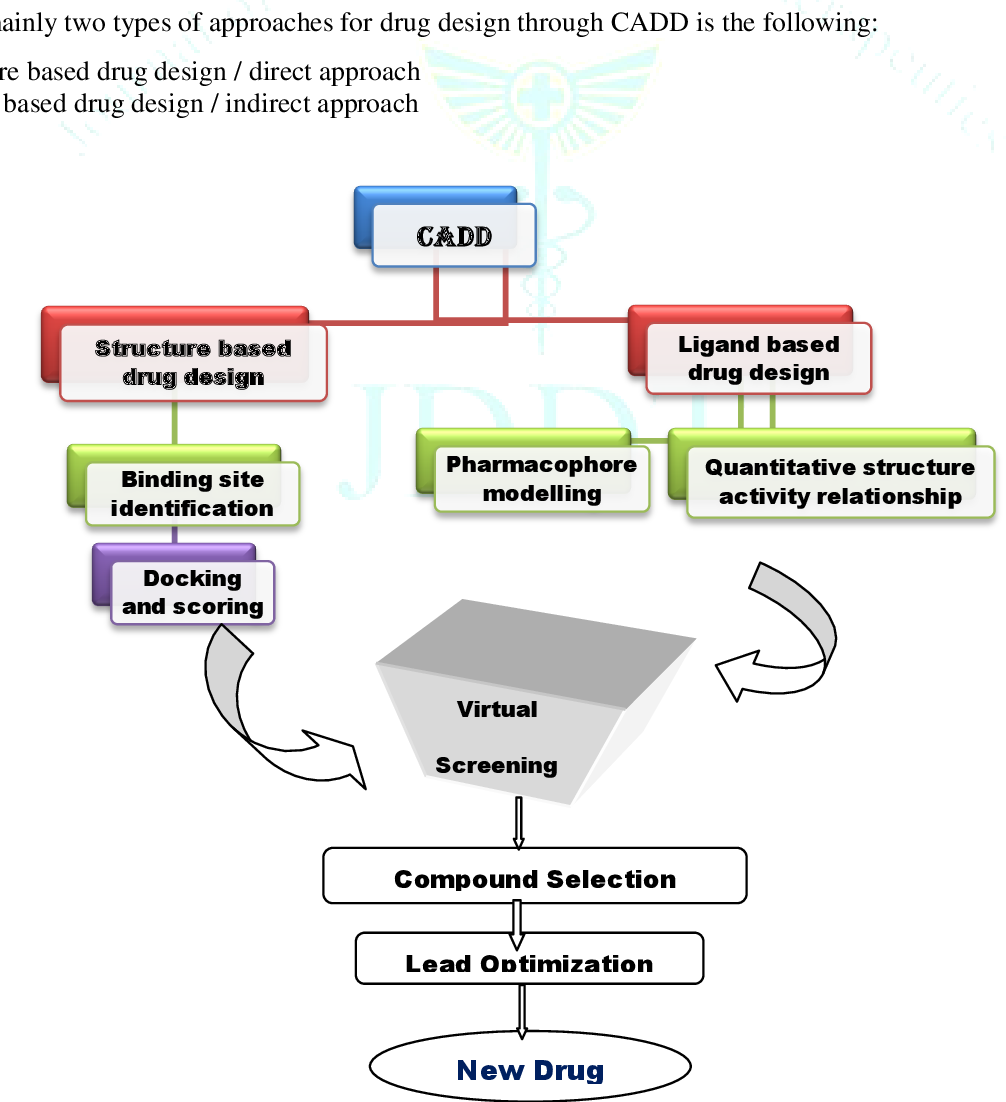 mainly two types of approaches for drug design through CADD is the following:
re based drug design / direct approach
based drug design / indirect approach
CADD
Structure based
drug design
Ligand based
drug design
Binding site
identification
Pharmacophore
modelling
Quantitative structure
activity relationship
Docking
and scoring
Virtual
Screening
Compound Selection
Lead Optimization
New Drug